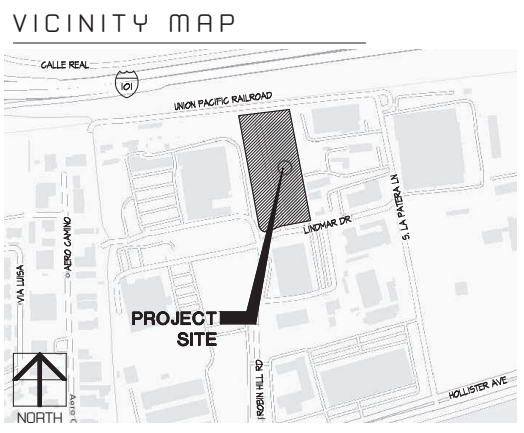 VICINITY MAP
CALLE REAL
101
UNION PACIFIC RAILROAD
S. LA PATERA LN
LINDMAR DR
AERO CAMINO
VIA LUISA
PROJECT
SITE
ROBIN HILL RD
HOLLISTER AVE
NORTH
Aero C